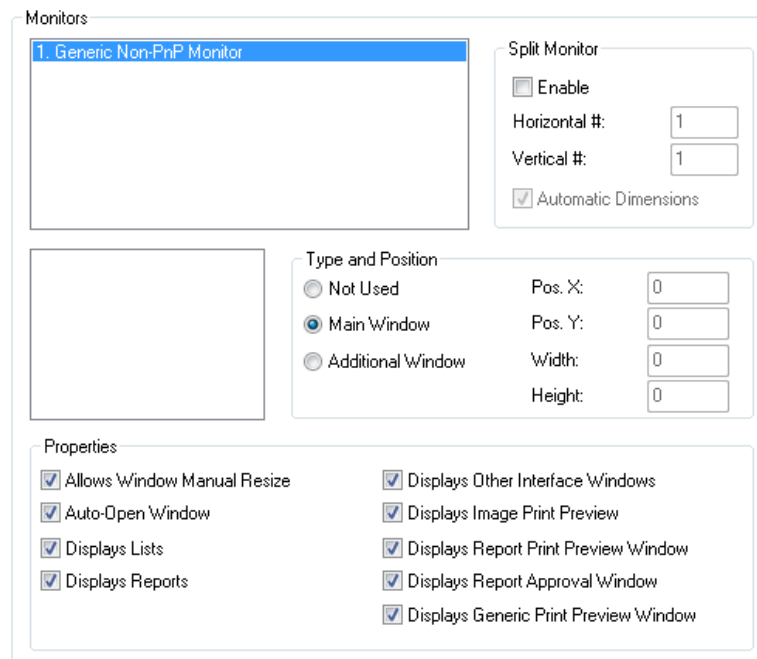 Monitors
1. Generic Non-PnP Monitor
Split Monitor
Enable
Horizontal #: 1
Vertical #: 1
Automatic Dimensions
Type and Position
Not Used
Main Window
Additional Window
Pos. X: 0
Pos. Y: 0
Width: 0
Height: 0
Properties
Allows Window Manual Resize
Auto-Open Window
Displays Lists
Displays Reports
Displays Other Interface Windows
Displays Image Print Preview
Displays Report Print Preview Window
Displays Report Approval Window
Displays Generic Print Preview Window